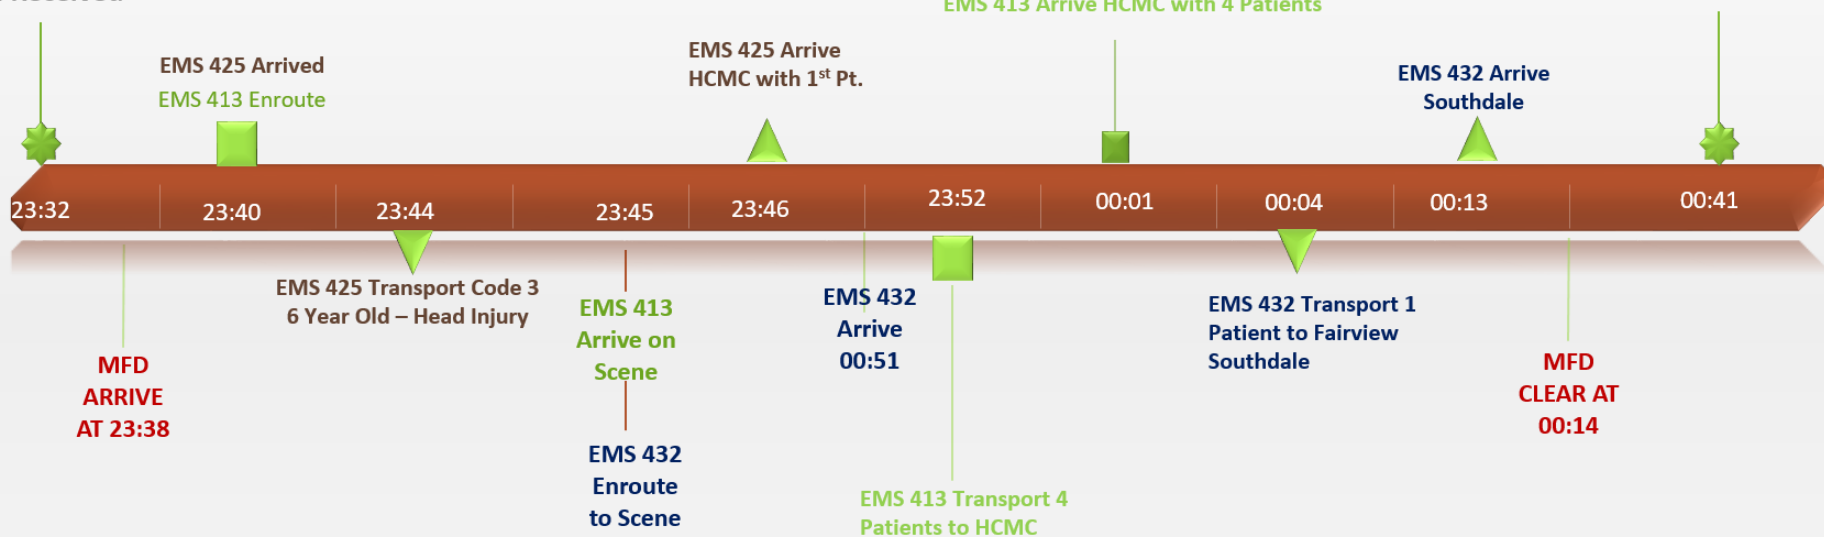 EMS 413 Arrive HCMC with 4 Patients
EMS 425 Arrived
EMS 413 Enroute
EMS 425 Arrive
HCMC with 1st Pt.
EMS 432 Arrive
Southdale
23:32
23:40
23:44
23:45
23:46
23:52
00:01
00:04
00:13
00:41
MFD
ARRIVE
AT 23:38
EMS 425 Transport Code 3
6 Year Old – Head Injury
EMS 413
Arrive on
Scene
EMS 432
Enroute
to Scene
EMS 432
Arrive
00:51
EMS 413 Transport 4
Patients to HCMC
EMS 432 Transport 1
Patient to Fairview
Southdale
MFD
CLEAR AT
00:14